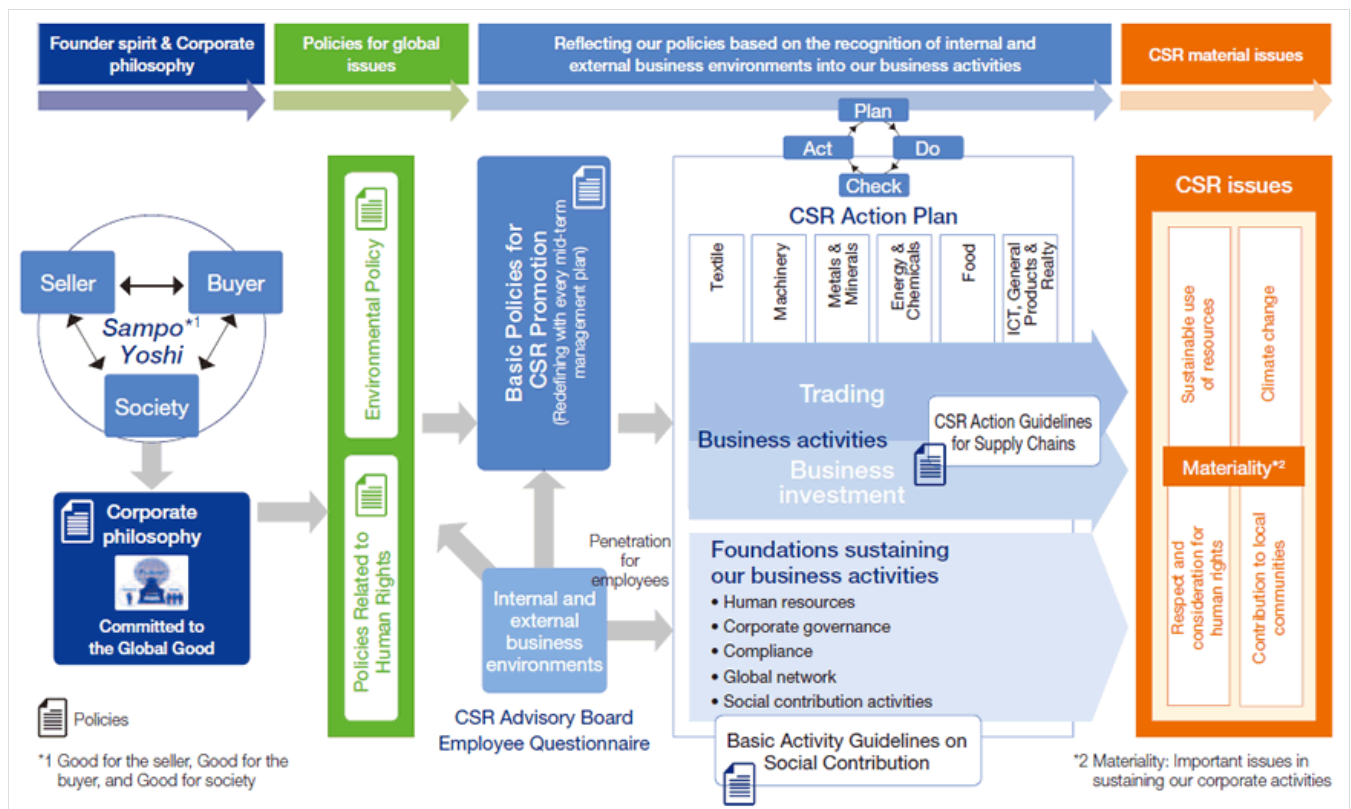 Founder spirit & Corporate
philosophy
Policies for global
issues
Reflecting our policies based on the recognition of internal and
external business environments into our business activities
CSR material issues
Seller
Buyer
Sampo*1
Yoshi
Society
Corporate
philosophy
Committed to
the Global Good
Policies
*1 Good for the seller, Good for the
buyer, and Good for society
Environmental Policy
Policies Related to
Human Rights
Basic Policies for
CSR Promotion
(Redefining with every mid-term
management plan)
Internal and
external
business
environments
CSR Advisory Board
Employee Questionnaire
Penetration
for
employees
Plan
Act
Do
Check
CSR Action Plan
Textile
Machinery
Metals &
Minerals
Energy &
Chemicals
Food
ICT, General
Products &
Realty
Trading
Business activities
Business
investment
CSR Action Guidelines
for Supply Chains
Foundations sustaining
our business activities
• Human resources
• Corporate governance
• Compliance
• Global network
• Social contribution activities
Basic Activity Guidelines on
Social Contribution
CSR issues
Sustainable use
of resources
Climate change
Materiality*2
Respect and
consideration for
human rights
Contribution to local
communities
*2 Materiality: Important issues in
sustaining our corporate activities